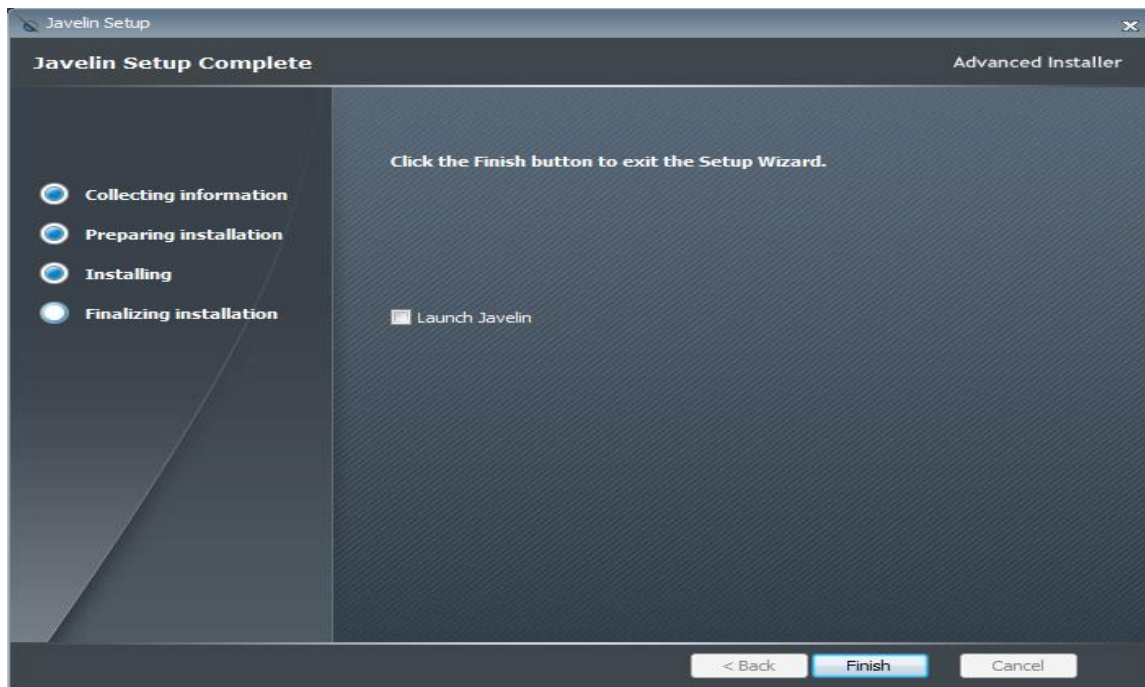 Javelin Setup
Javelin Setup Complete
Advanced Installer
Click the Finish button to exit the Setup Wizard.
Collecting information
Preparing installation
Installing
Finalizing installation
Launch Javelin
< Back
Finish
Cancel